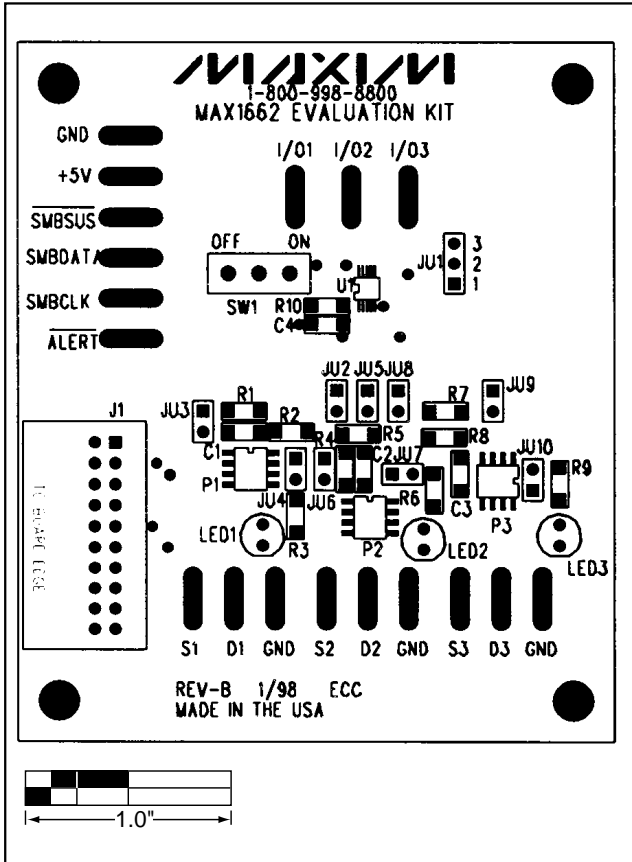 MAXIM
1-800-998-8800
MAX1662 EVALUATION KIT
GND
+5V
SMBSUS
SMBDATA
SMBCLK
ALERT
I/O1 I/O2 I/O3
OFF ON
SW1
U1
JU1
3
2
1
R10
C4
JU2 JU5 JU8
R7
JU9
JU3
R1
R2
R4
R5
R8
JU10
R9
J1
C1
P1
JU4
JU6
C2
JU7
R6
C3
P3
LED1
R3
P2
LED2
LED3
TO BOARD EDGE
S1 D1 GND S2 D2 GND S3 D3 GND
REV-B 1/98 ECC
MADE IN THE USA
1.0"